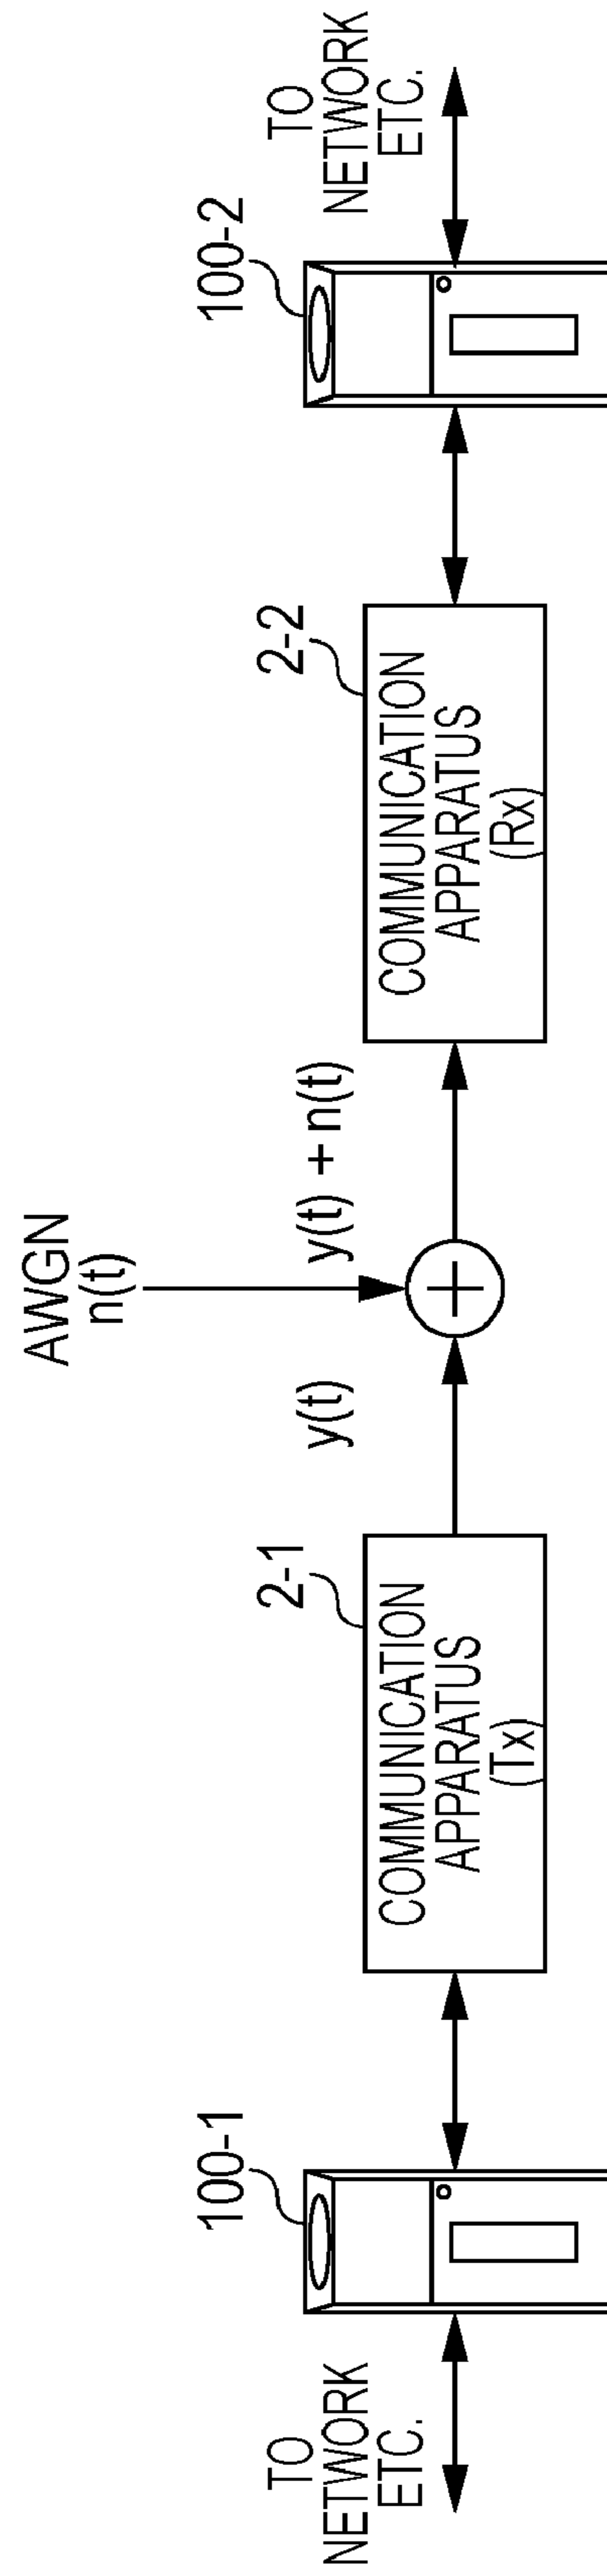 AWGN
n(t)
TO
NETWORK
ETC.
100-1
2-1
COMMUNICATION
APPARATUS
(Tx)
y(t)
y(t) + n(t)
2-2
COMMUNICATION
APPARATUS
(Rx)
100-2
TO
NETWORK
ETC.